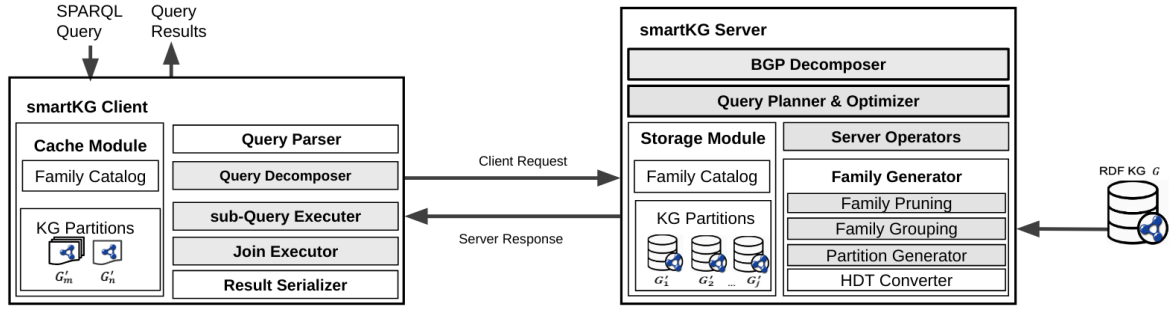 SPARQL
Query
Query
Results
smartKG Client
Cache Module
Family Catalog
KG Partitions
G′m
G′n
Query Parser
Query Decomposer
sub-Query Executer
Join Executor
Result Serializer
Client Request
Server Response
smartKG Server
BGP Decomposer
Query Planner & Optimizer
Storage Module
Family Catalog
KG Partitions
G′1
G′2
...
G′j
Server Operators
Family Generator
Family Pruning
Family Grouping
Partition Generator
HDT Converter
RDF KG G